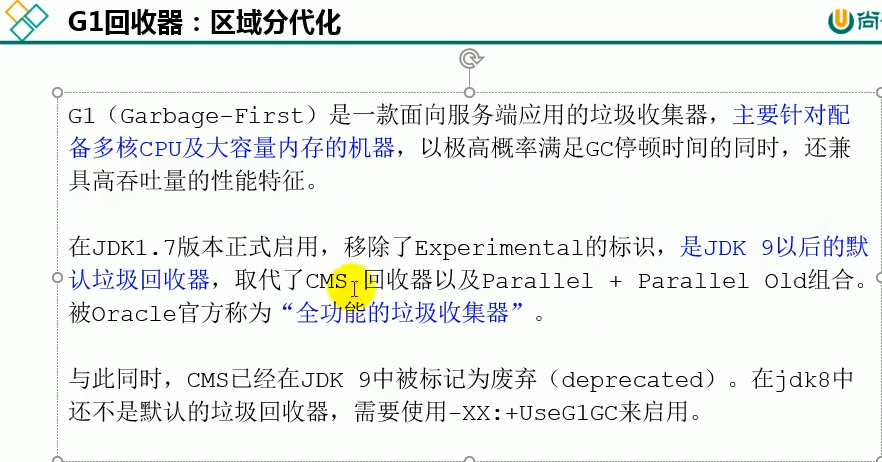 G1回收器：区域分代化
尚
G1（Garbage-First）是一款面向服务端应用的垃圾收集器，主要针对配
备多核CPU及大容量内存的机器，以极高概率满足GC停顿时间的同时，还兼
具高吞吐量的性能特征。
在JDK1.7版本正式启用，移除了Experimental的标识，是JDK 9以后的默
认垃圾回收器，取代了CMS 回收器以及Parallel + Parallel Old组合。
被Oracle官方称为“全功能的垃圾收集器”。
与此同时，CMS已经在JDK 9中被标记为废弃（deprecated）。在jdk8中
还不是默认的垃圾回收器，需要使用-XX:+UseG1GC来启用。